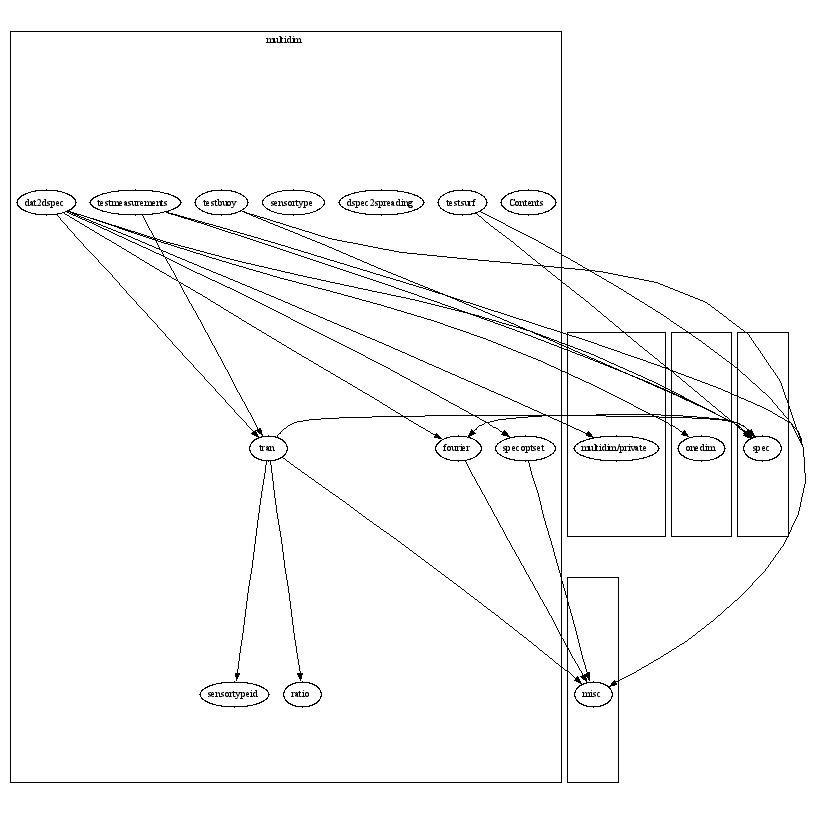 multidim
dat2dspec
testmeasurements
testbuoy
sensortype
dspec2spreading
testsurf
Contents
tran
fourier
specoptset
multidim/private
onedim
spec
sensortypeid
ratio
misc